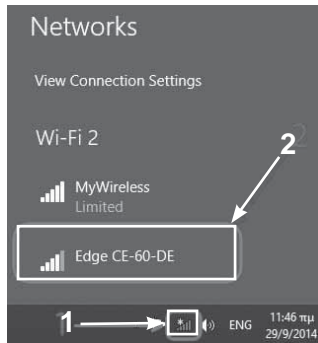 Networks
View Connection Settings
Wi-Fi 2
2
MyWireless
Limited
Edge CE-60-DE
1
ENG
11:46 πμ
29/9/2014